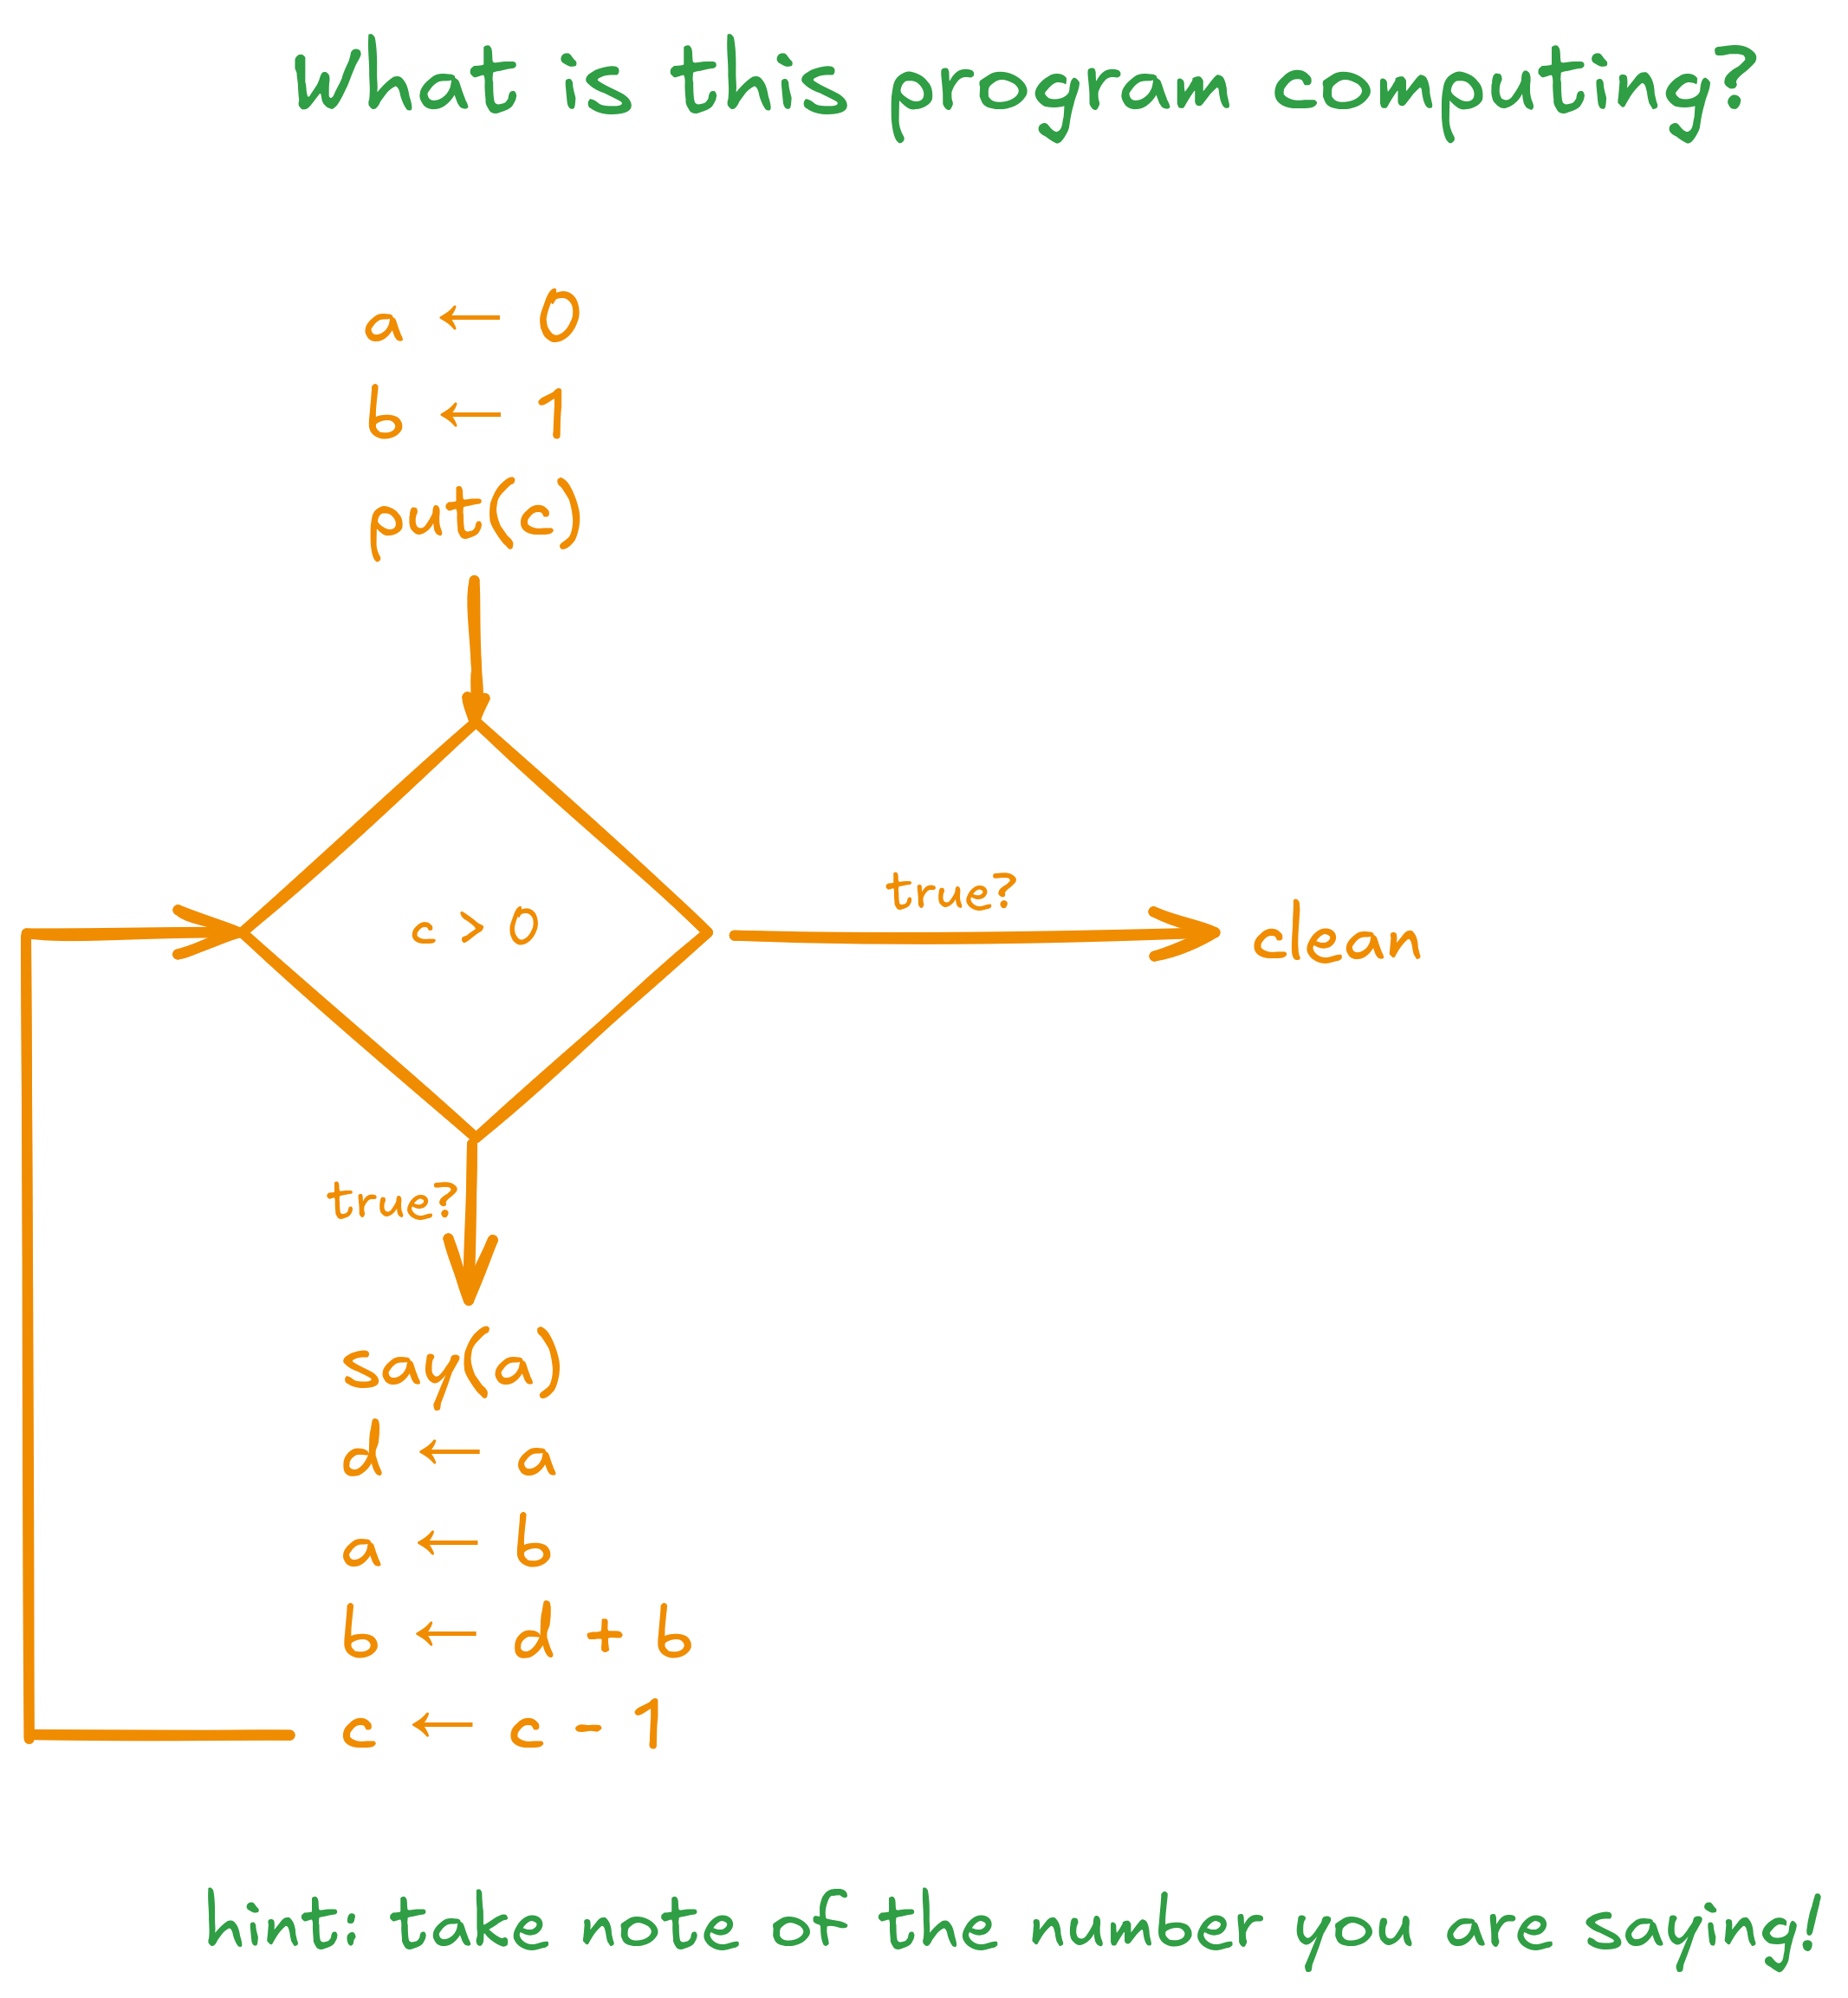 What is this program computing?
a ← 0
b ← 1
put(c)
c > 0
true?
clean
true?
say(a)
d ← a
a ← b
b ← d + b
c ← c - 1
hint: take note of the number you are saying!